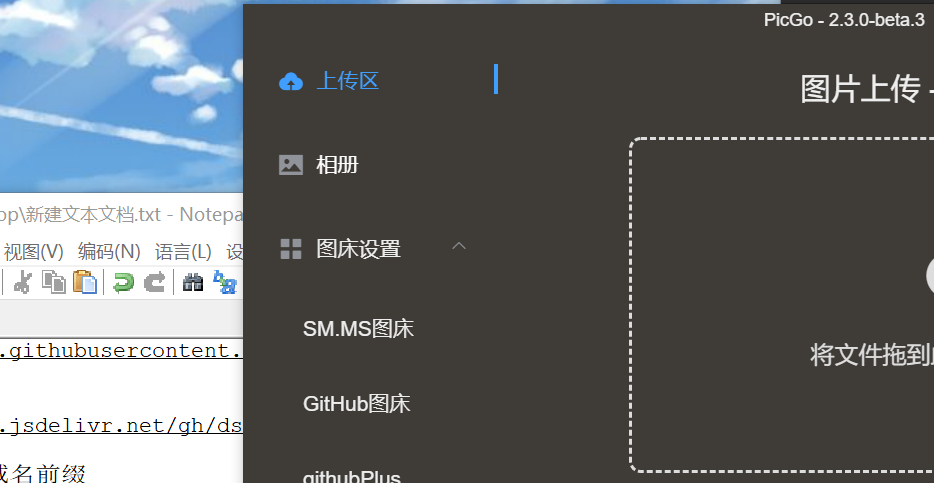 PicGo - 2.3.0-beta.3
上传区
图片上传 -
相册
op\新建文本文档.txt - Notepa
视图(V) 编码(N) 语言(L) 设
图床设置
SM.MS图床
.githubusercontent.
将文件拖到
GitHub图床
.jsdelivr.net/gh/ds
githubPlus
域名前缀